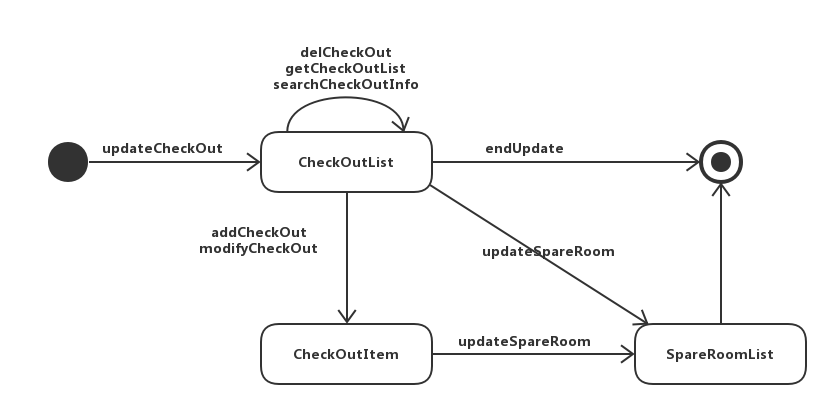 delCheckOut
getCheckOutList
searchCheckOutInfo
updateCheckOut
CheckOutList
endUpdate
addCheckOut
modifyCheckOut
updateSpareRoom
updateSpareRoom
CheckOutItem
SpareRoomList